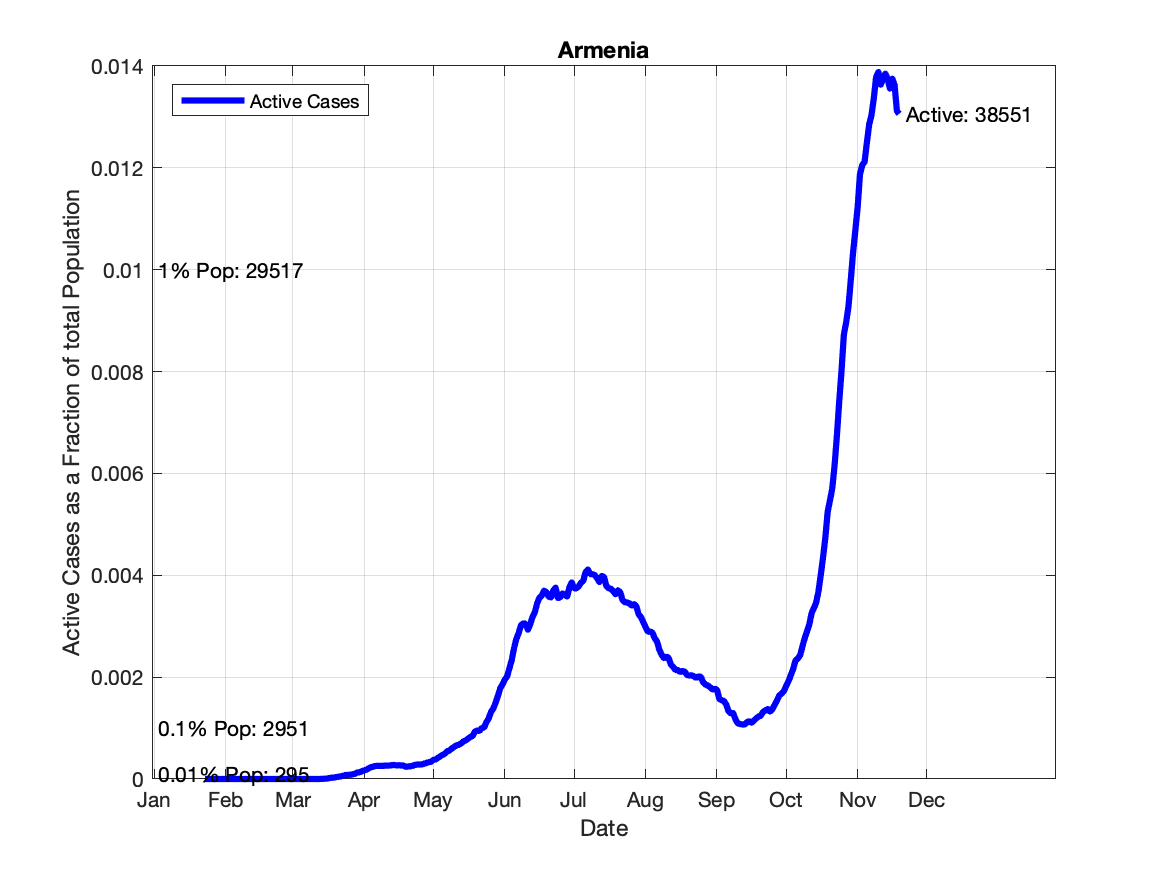 Armenia
0.014
Active Cases
Active: 38551
0.012
0.01
1% Pop: 29517
0.008
0.006
0.004
0.002
0.1% Pop: 2951
0
0.01% Pop: 295
Jan Feb Mar Apr May Jun Jul Aug Sep Oct Nov Dec
Date
Active Cases as a Fraction of total Population